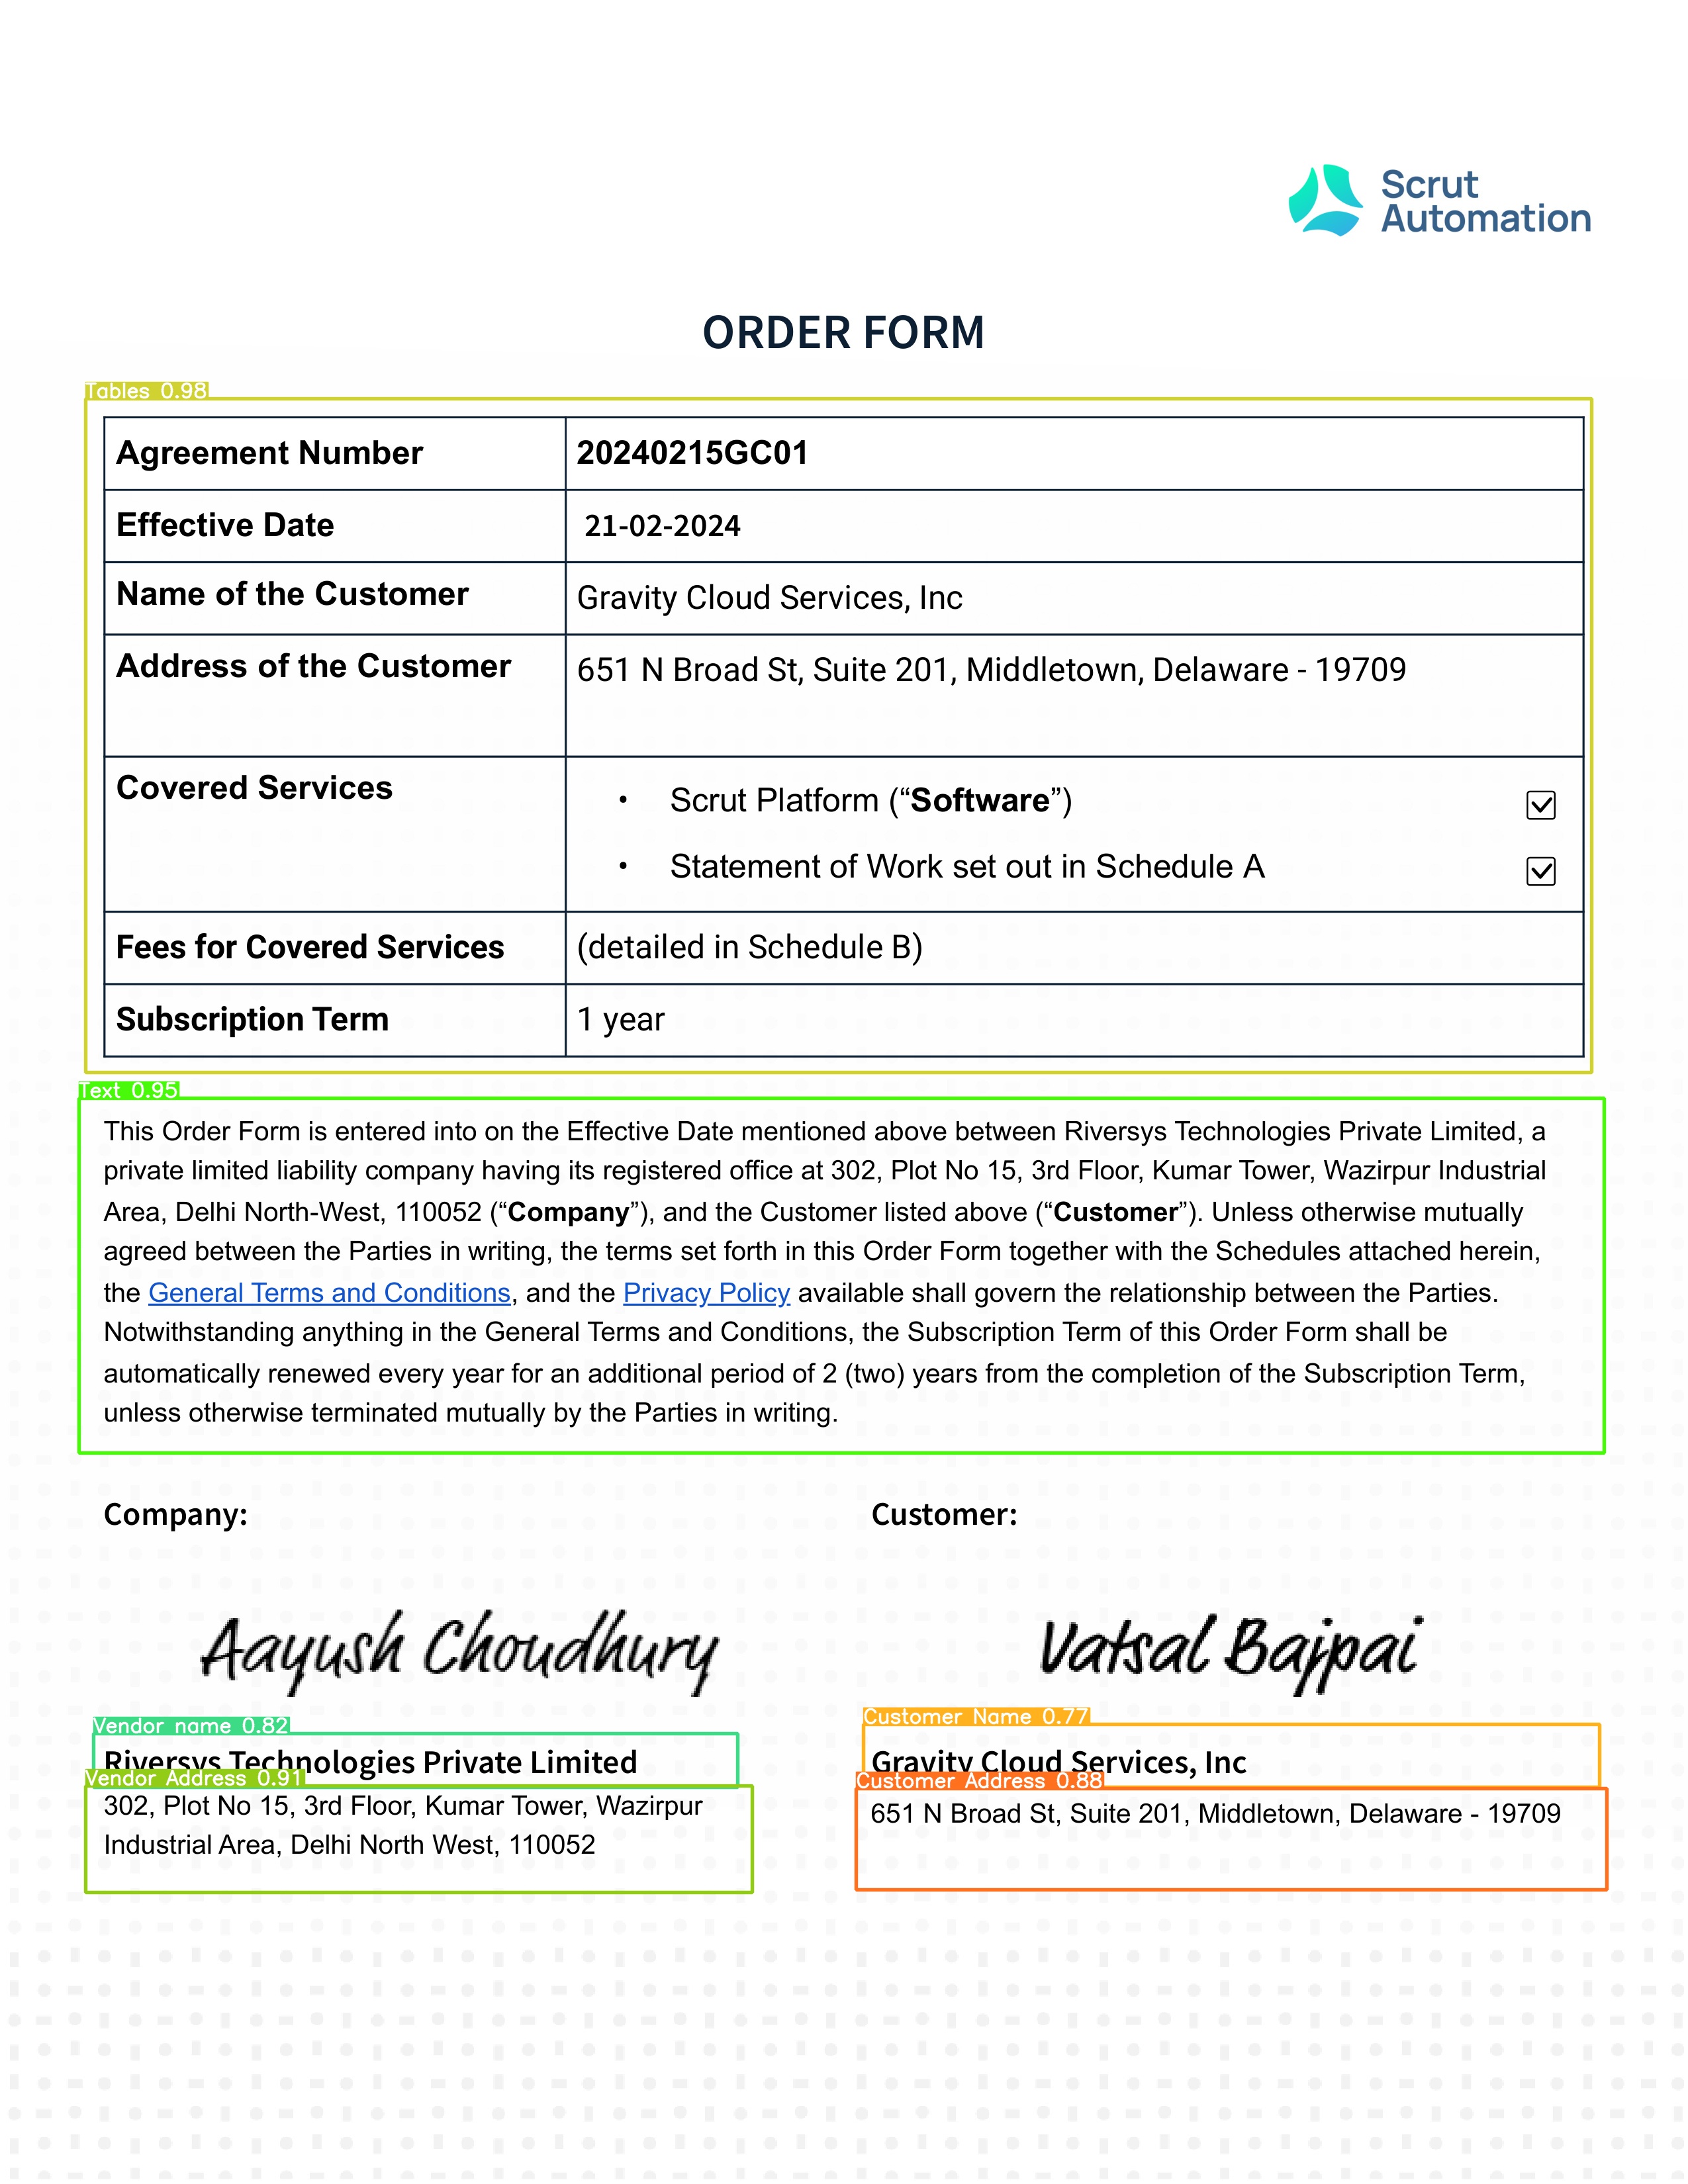 Scrut
Automation
ORDER FORM
Tables 0.98
Agreement Number 20240215GC01
Effective Date 21-02-2024
Name of the Customer Gravity Cloud Services, Inc
Address of the Customer 651 N Broad St, Suite 201, Middletown, Delaware - 19709
Covered Services • Scrut Platform (“Software”)
• Statement of Work set out in Schedule A
Fees for Covered Services (detailed in Schedule B)
Subscription Term 1 year
Text 0.95
This Order Form is entered into on the Effective Date mentioned above between Riversys Technologies Private Limited, a
private limited liability company having its registered office at 302, Plot No 15, 3rd Floor, Kumar Tower, Wazirpur Industrial
Area, Delhi North-West, 110052 (“Company”), and the Customer listed above (“Customer”). Unless otherwise mutually
agreed between the Parties in writing, the terms set forth in this Order Form together with the Schedules attached herein,
the General Terms and Conditions, and the Privacy Policy available shall govern the relationship between the Parties.
Notwithstanding anything in the General Terms and Conditions, the Subscription Term of this Order Form shall be
automatically renewed every year for an additional period of 2 (two) years from the completion of the Subscription Term,
unless otherwise terminated mutually by the Parties in writing.
Company: Customer:
Aayush Choudhury Vatsal Bajpai
Vendor name 0.82 Customer Name 0.77
Riversys Technologies Private Limited Gravity Cloud Services, Inc
Vendor Address 0.91 Customer Address 0.88
302, Plot No 15, 3rd Floor, Kumar Tower, Wazirpur 651 N Broad St, Suite 201, Middletown, Delaware - 19709
Industrial Area, Delhi North West, 110052